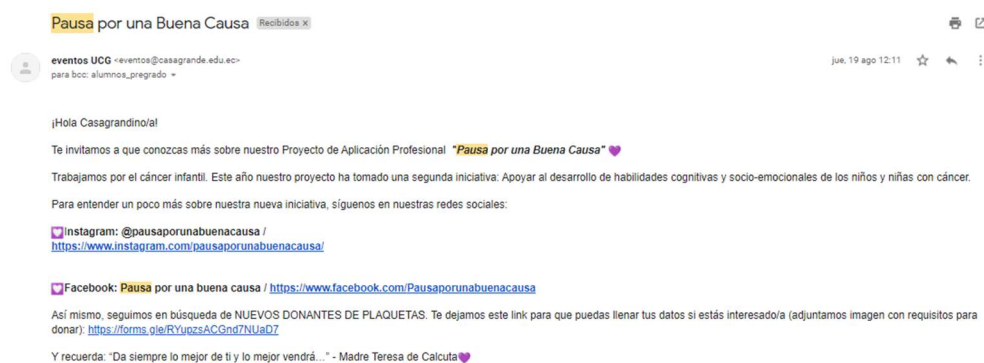 Pausa por una Buena Causa Recibidos x
eventos UCG <eventos@casagrande.edu.ec>
jue, 19 ago 12:11
para bcc: alumnos_pregrado
¡Hola Casagrandino/a!
Te invitamos a que conozcas más sobre nuestro Proyecto de Aplicación Profesional "Pausa por una Buena Causa" 💜
Trabajamos por el cáncer infantil. Este año nuestro proyecto ha tomado una segunda iniciativa: Apoyar al desarrollo de habilidades cognitivas y socio-emocionales de los niños y niñas con cáncer.
Para entender un poco más sobre nuestra nueva iniciativa, síguenos en nuestras redes sociales:
💟Instagram: @pausaporunabuenacausa /
https://www.instagram.com/pausaporunabuenacausa/
💟Facebook: Pausa por una buena causa / https://www.facebook.com/Pausaporunabuenacausa
Así mismo, seguimos en búsqueda de NUEVOS DONANTES DE PLAQUETAS. Te dejamos este link para que puedas llenar tus datos si estás interesado/a (adjuntamos imagen con requisitos para
donar): https://forms.gle/RYupzsACGnd7NUaD7
Y recuerda: "Da siempre lo mejor de ti y lo mejor vendrá..." - Madre Teresa de Calcuta💜